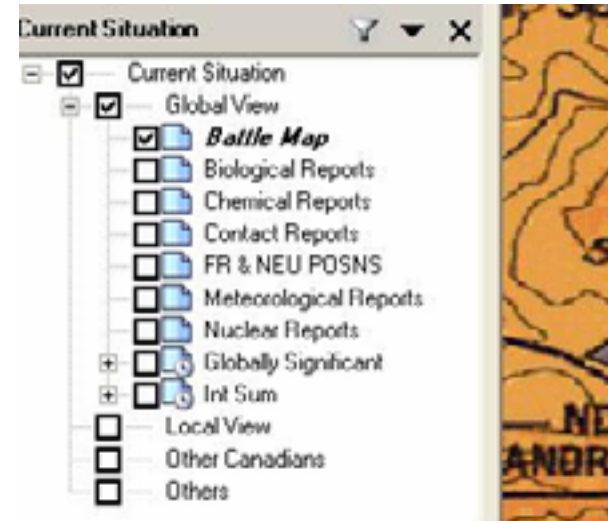 Current Situation
Current Situation
Global View
Battle Map
Biological Reports
Chemical Reports
Contact Reports
FR & NEU POSNS
Meteorological Reports
Nuclear Reports
Globally Significant
Int Sum
Local View
Other Canadians
Others
NE
ANDR